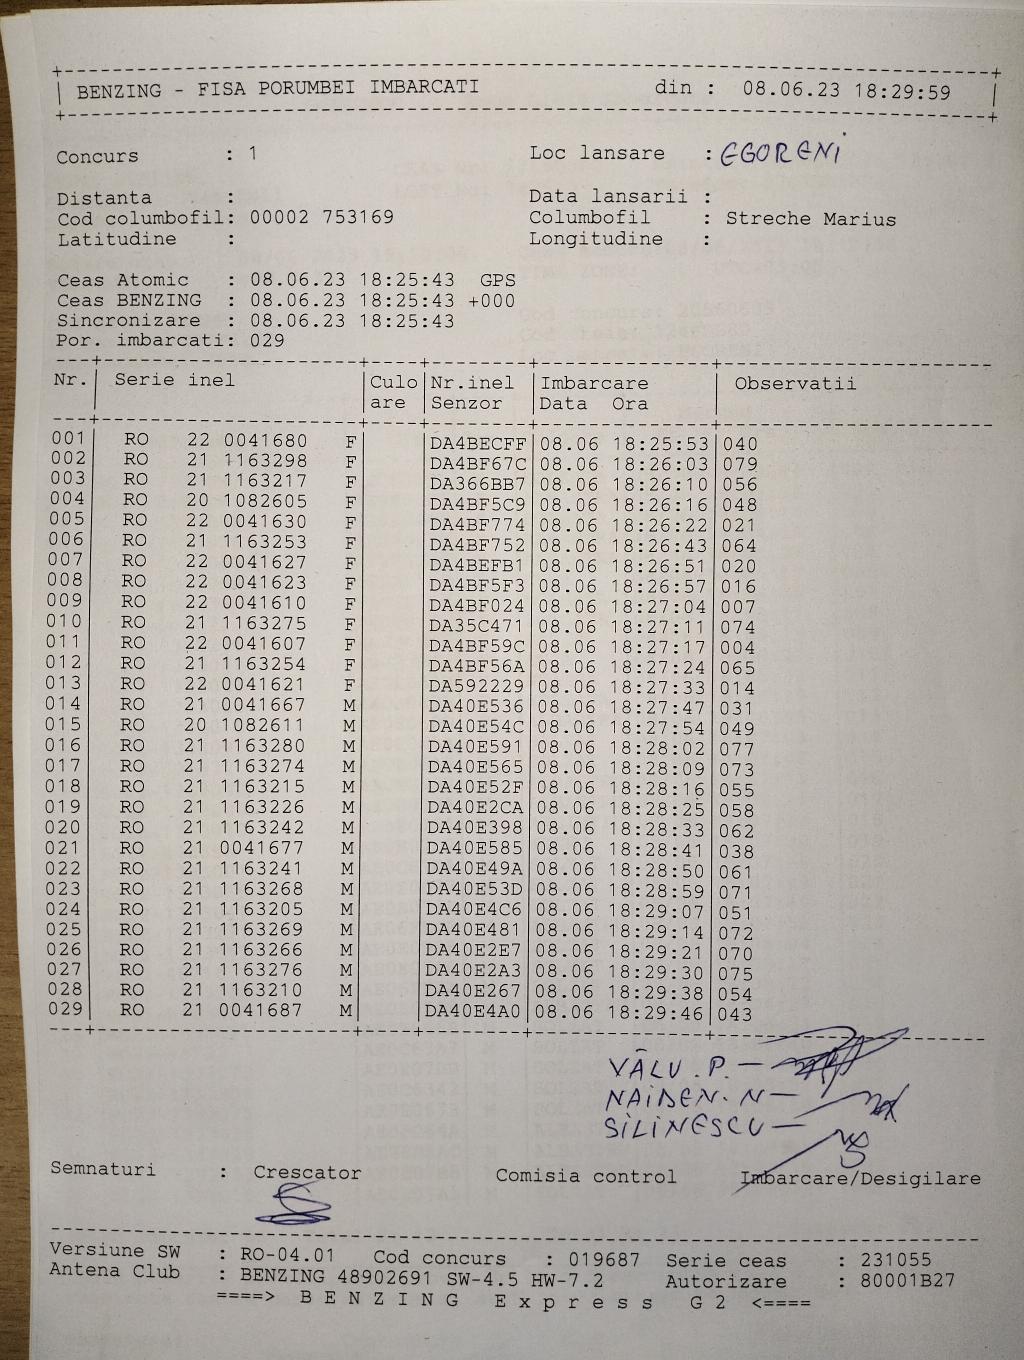 BENZING - FISA PORUMBEI IMBARCATI din : 08.06.23 18:29:59
Concurs : 1 Loc lansare : EGORENI
Distanta : Data lansarii :
Cod columbofil: 00002 753169 Columbofil : Streche Marius
Latitudine : Longitudine :
Ceas Atomic : 08.06.23 18:25:43 GPS
Ceas BENZING : 08.06.23 18:25:43 +000
Sincronizare : 08.06.23 18:25:43
Por. imbarcati: 029
Nr. Serie inel Culo Nr.inel Imbarcare Observatii
are Senzor Data Ora
001 RO 22 0041680 F DA4BECFF 08.06 18:25:53 040
002 RO 21 1163298 F DA4BF67C 08.06 18:26:03 079
003 RO 21 1163217 F DA366BB7 08.06 18:26:10 056
004 RO 20 1082605 F DA4BF5C9 08.06 18:26:16 048
005 RO 22 0041630 F DA4BF774 08.06 18:26:22 021
006 RO 21 1163253 F DA4BF752 08.06 18:26:43 064
007 RO 22 0041627 F DA4BEFB1 08.06 18:26:51 020
008 RO 22 0041623 F DA4BF5F3 08.06 18:26:57 016
009 RO 22 0041610 F DA4BF024 08.06 18:27:04 007
010 RO 21 1163275 F DA35C471 08.06 18:27:11 074
011 RO 22 0041607 F DA4BF59C 08.06 18:27:17 004
012 RO 21 1163254 F DA4BF56A 08.06 18:27:24 065
013 RO 22 0041621 F DA592229 08.06 18:27:33 014
014 RO 21 0041667 M DA40E536 08.06 18:27:47 031
015 RO 20 1082611 M DA40E54C 08.06 18:27:54 049
016 RO 21 1163280 M DA40E591 08.06 18:28:02 077
017 RO 21 1163274 M DA40E565 08.06 18:28:09 073
018 RO 21 1163215 M DA40E52F 08.06 18:28:16 055
019 RO 21 1163226 M DA40E2CA 08.06 18:28:25 058
020 RO 21 1163242 M DA40E398 08.06 18:28:33 062
021 RO 21 0041677 M DA40E585 08.06 18:28:41 038
022 RO 21 1163241 M DA40E49A 08.06 18:28:50 061
023 RO 21 1163268 M DA40E53D 08.06 18:28:59 071
024 RO 21 1163205 M DA40E4C6 08.06 18:29:07 051
025 RO 21 1163269 M DA40E481 08.06 18:29:14 072
026 RO 21 1163266 M DA40E2E7 08.06 18:29:21 070
027 RO 21 1163276 M DA40E2A3 08.06 18:29:30 075
028 RO 21 1163210 M DA40E267 08.06 18:29:38 054
029 RO 21 0041687 M DA40E4A0 08.06 18:29:46 043
VÂLU . P. —
NAIDEN. N —
SILINESCU —
Semnaturi : Crescator Comisia control Imbarcare/Desigilare
Versiune SW : RO-04.01 Cod concurs : 019687 Serie ceas : 231055
Antena Club : BENZING 48902691 SW-4.5 HW-7.2 Autorizare : 80001B27
====> B E N Z I N G E x p r e s s G 2 <====